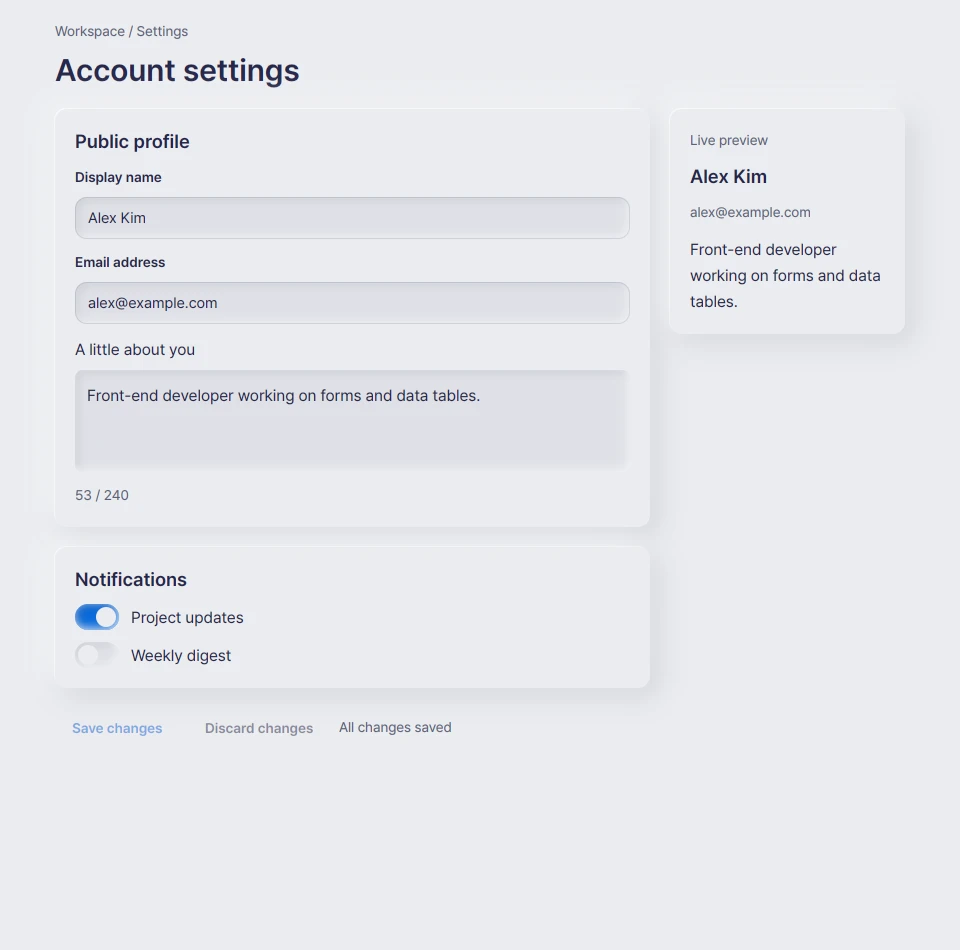 Workspace / Settings
Account settings
Public profile
Display name
Alex Kim
Email address
alex@example.com
A little about you
Front-end developer working on forms and data tables.
53 / 240
Notifications
Project updates
Weekly digest
Save changes
Discard changes
All changes saved
Live preview
Alex Kim
alex@example.com
Front-end developer
working on forms and data
tables.